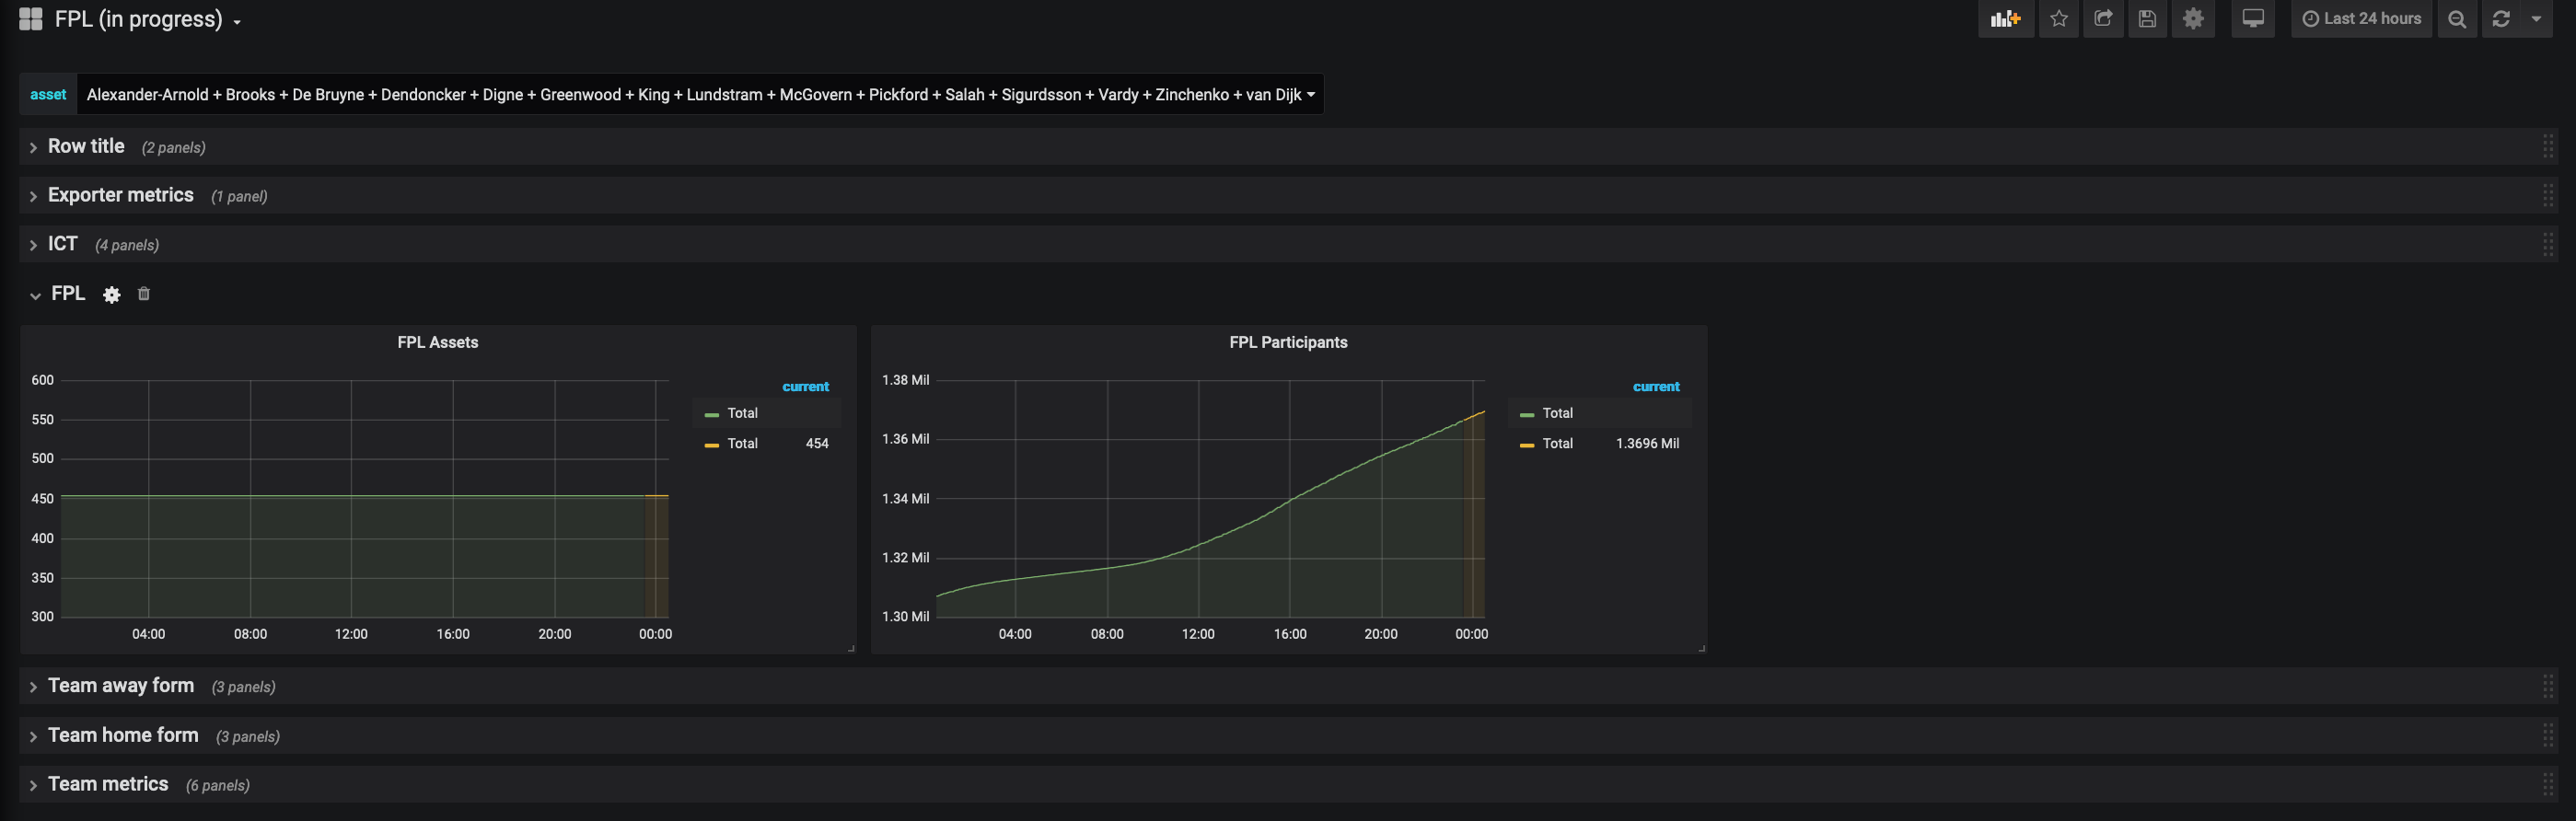 FPL (in progress)
Last 24 hours
asset Alexander-Arnold + Brooks + De Bruyne + Dendoncker + Digne + Greenwood + King + Lundstram + McGovern + Pickford + Salah + Sigurdsson + Vardy + Zinchenko + van Dijk
Row title (2 panels)
Exporter metrics (1 panel)
ICT (4 panels)
FPL
FPL Assets
600
550
500
450
400
350
300
04:00 08:00 12:00 16:00 20:00 00:00
current
Total
Total 454
FPL Participants
1.38 Mil
1.36 Mil
1.34 Mil
1.32 Mil
1.30 Mil
04:00 08:00 12:00 16:00 20:00 00:00
current
Total
Total 1.3696 Mil
Team away form (3 panels)
Team home form (3 panels)
Team metrics (6 panels)